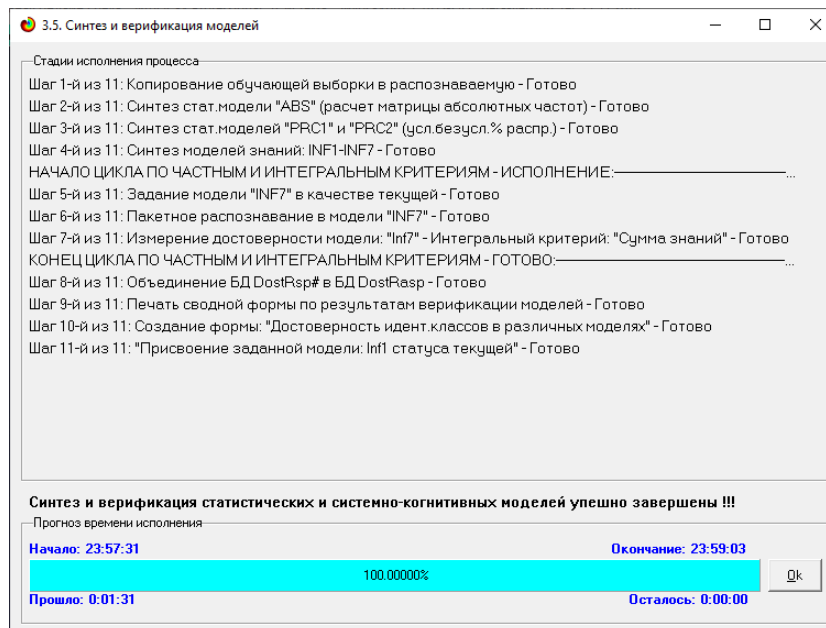 3.5. Синтез и верификация моделей
Стадии исполнения процесса
Шаг 1-й из 11: Копирование обучающей выборки в распознаваемую - Готово
Шаг 2-й из 11: Синтез стат.модели "ABS" (расчет матрицы абсолютных частот) - Готово
Шаг 3-й из 11: Синтез стат.моделей "PRC1" и "PRC2" (усл.безусл.% распр.) - Готово
Шаг 4-й из 11: Синтез моделей знаний: INF1-INF7 - Готово
НАЧАЛО ЦИКЛА ПО ЧАСТНЫМ И ИНТЕГРАЛЬНЫМ КРИТЕРИЯМ - ИСПОЛНЕНИЕ:————————...
Шаг 5-й из 11: Задание модели "INF7" в качестве текущей - Готово
Шаг 6-й из 11: Пакетное распознавание в модели "INF7" - Готово
Шаг 7-й из 11: Измерение достоверности модели: "Inf7" - Интегральный критерий: "Сумма знаний" - Готово
КОНЕЦ ЦИКЛА ПО ЧАСТНЫМ И ИНТЕГРАЛЬНЫМ КРИТЕРИЯМ - ГОТОВО:————————...
Шаг 8-й из 11: Объединение БД DostRsp# в БД DostRasp - Готово
Шаг 9-й из 11: Печать сводной формы по результатам верификации моделей - Готово
Шаг 10-й из 11: Создание формы: "Достоверность идент.классов в различных моделях" - Готово
Шаг 11-й из 11: "Присвоение заданной модели: Inf1 статуса текущей" - Готово
Синтез и верификация статистических и системно-когнитивных моделей упешно завершены !!!
Прогноз времени исполнения
Начало: 23:57:31 Окончание: 23:59:03
100.00000% Ok
Прошло: 0:01:31 Осталось: 0:00:00